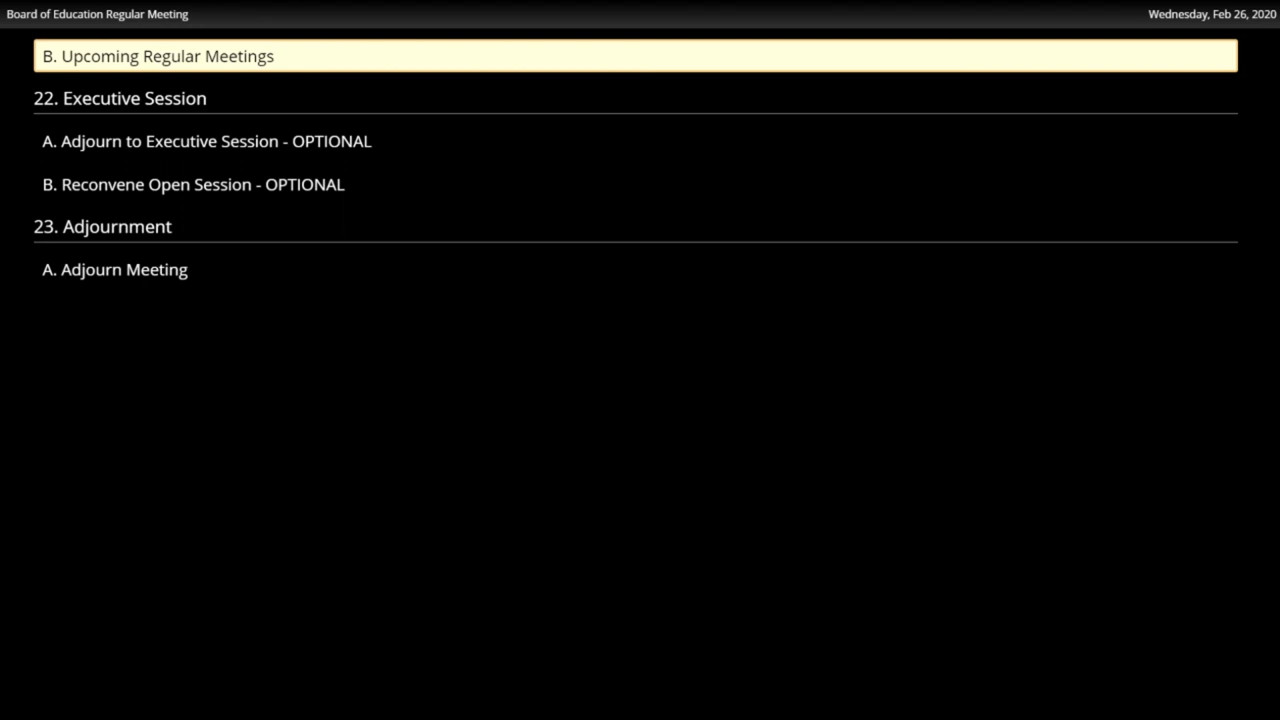 Board of Education Regular Meeting
Wednesday, Feb 26, 2020
B. Upcoming Regular Meetings
22. Executive Session
A. Adjourn to Executive Session - OPTIONAL
B. Reconvene Open Session - OPTIONAL
23. Adjournment
A. Adjourn Meeting